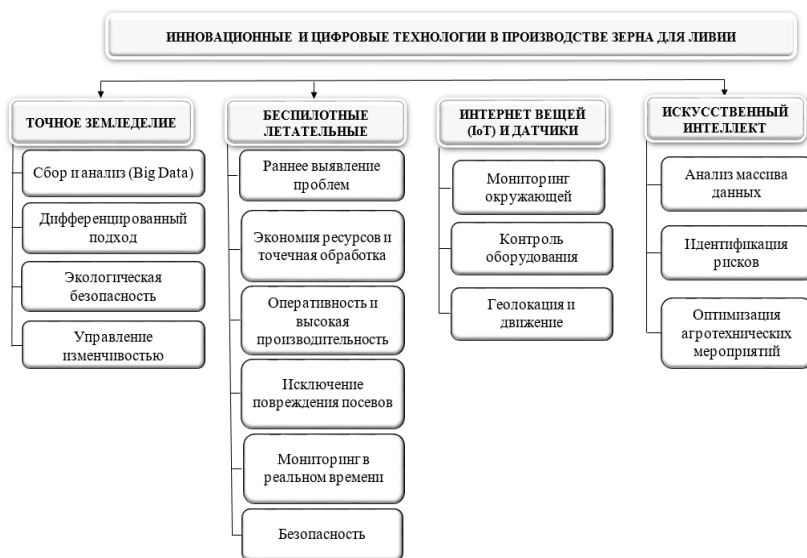 ИННОВАЦИОННЫЕ И ЦИФРОВЫЕ ТЕХНОЛОГИИ В ПРОИЗВОДСТВЕ ЗЕРНА ДЛЯ ЛИВИИ
ТОЧНОЕ ЗЕМЛЕДЕЛИЕ
Сбор и анализ (Big Data)
Дифференцированный
подход
Экологическая
безопасность
Управление
изменчивостью
БЕСПИЛОТНЫЕ
ЛЕТАТЕЛЬНЫЕ
Раннее выявление
проблем
Экономия ресурсов и
точечная обработка
Оперативность и
высокая
производительность
Исключение
повреждения посевов
Мониторинг в
реальном времени
Безопасность
ИНТЕРНЕТ ВЕЩЕЙ
(IoT) И ДАТЧИКИ
Мониторинг
окружающей
Контроль
оборудования
Геолокация и
движение
ИСКУССТВЕННЫЙ
ИНТЕЛЛЕКТ
Анализ массива
данных
Идентификация
рисков
Оптимизация
агротехнических
мероприятий